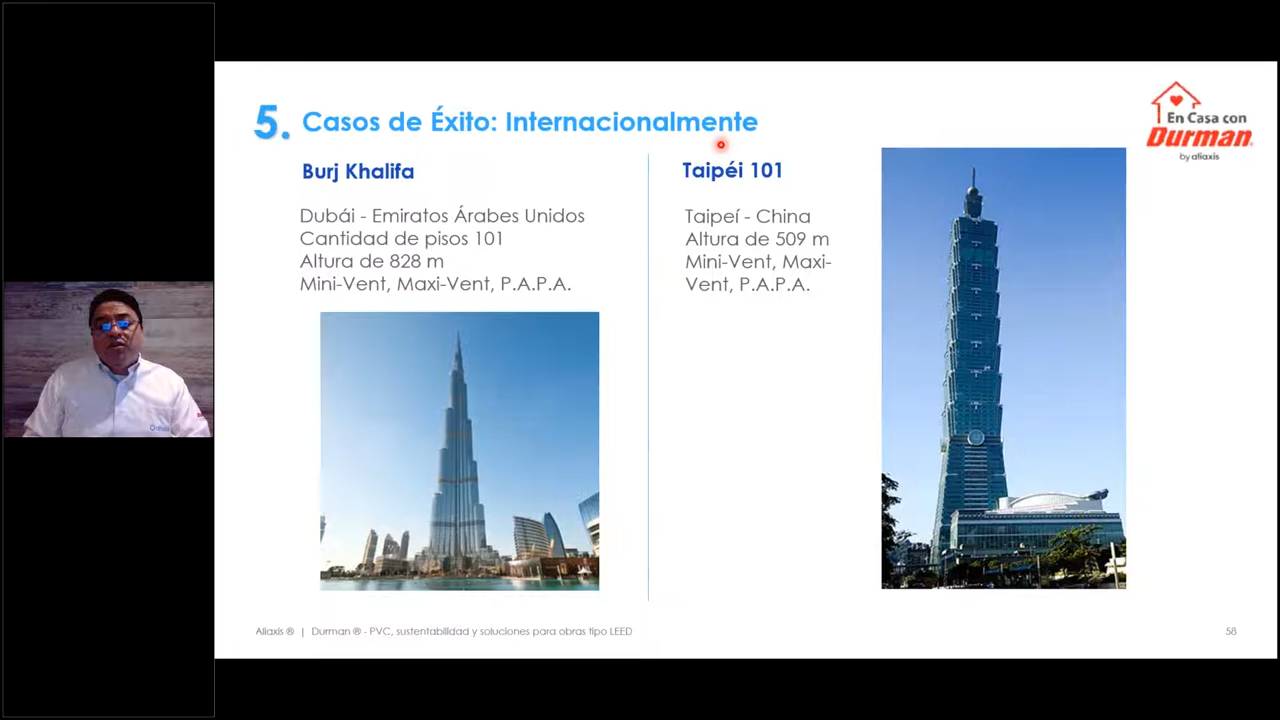 5. Casos de Éxito: Internacionalmente
En Casa con
Durman
by aliaxis
Burj Khalifa
Dubái - Emiratos Árabes Unidos
Cantidad de pisos 101
Altura de 828 m
Mini-Vent, Maxi-Vent, P.A.P.A.
Taipéi 101
Taipeí - China
Altura de 509 m
Mini-Vent, Maxi-
Vent, P.A.P.A.
Aliaxis ® | Durman ® - PVC, sustentabilidad y soluciones para obras tipo LEED
58